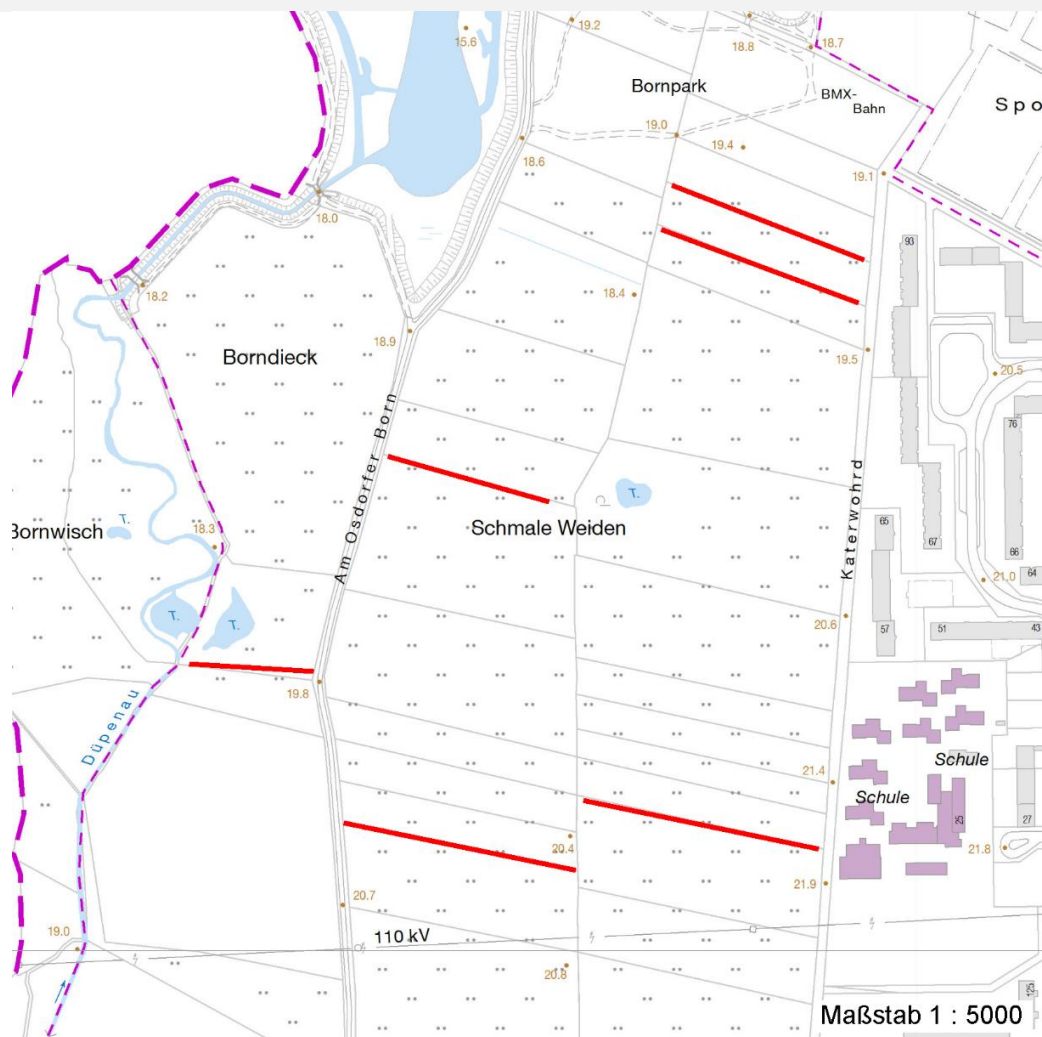 19.2
15.6
18.8
18.7
Bornpark
BMX-
Bahn
Spo
19.0
19.4
18.6
19.1
18.0
93
18.2
18.4
18.9
19.5
Borndieck
20.5
Am Osdorfer Born
76
Katerwohrd
T.
Schmale Weiden
65
67
66
Bornwisch
T.
18.3
21.0
64
T.
T.
20.6
57
51
43
19.8
Düpenau
21.4
Schule
Schule
25
27
20.4
21.8
21.9
20.7
19.0
110 kV
20.8
125
Maßstab 1 : 5000